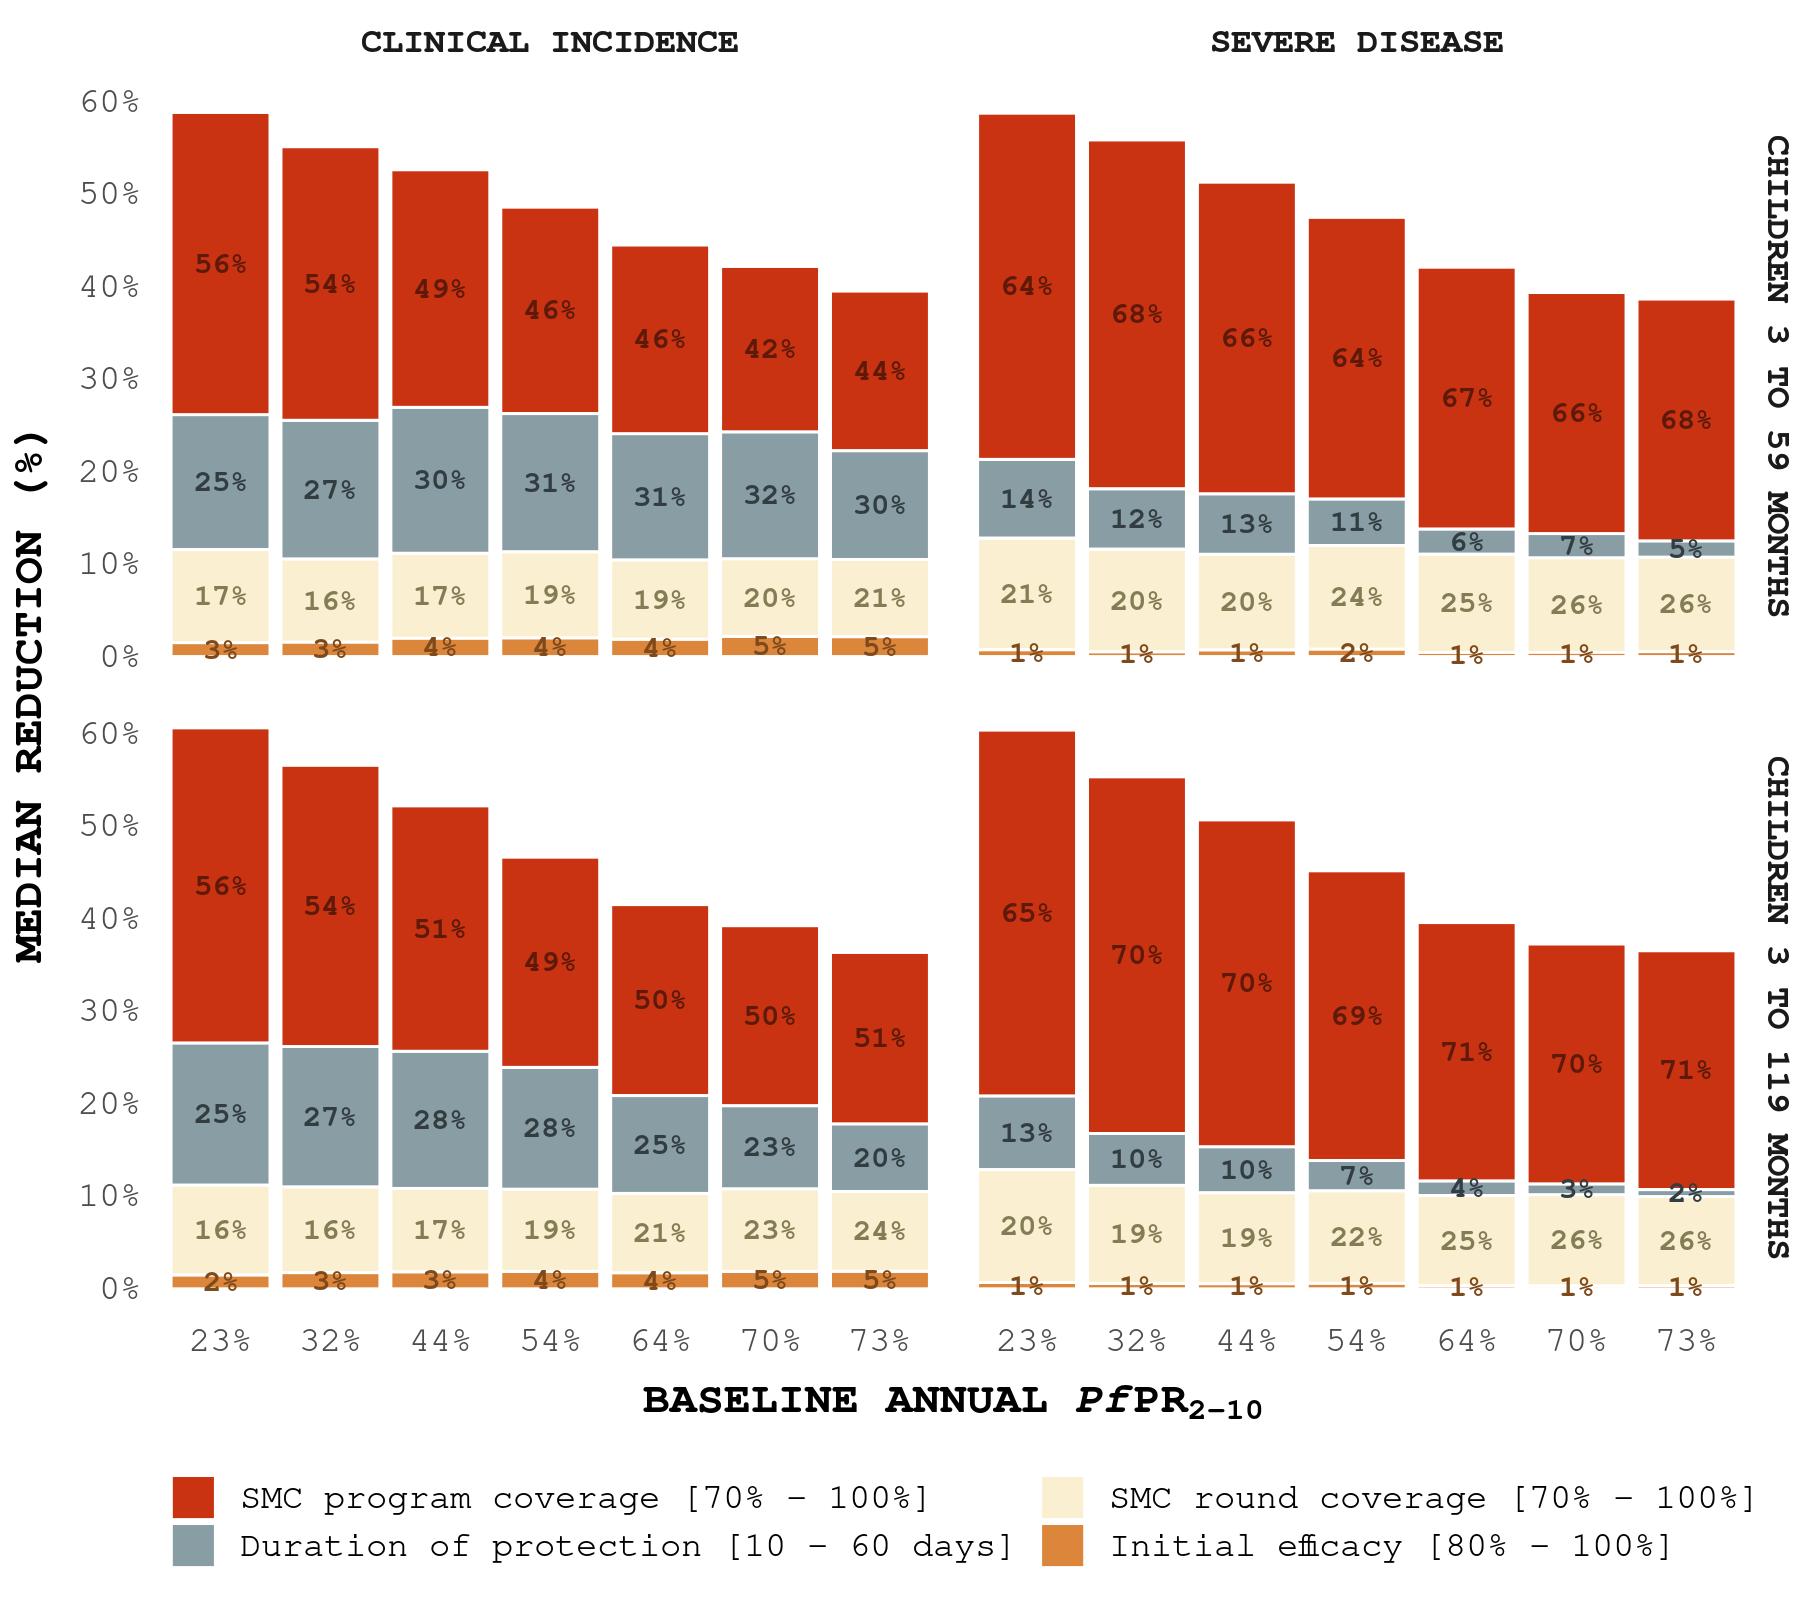 CLINICAL INCIDENCE
SEVERE DISEASE
MEDIAN REDUCTION (%)
60%
50%
40%
30%
20%
10%
0%
56% 54% 49% 46% 46% 42% 44%
25% 27% 30% 31% 31% 32% 30%
17% 16% 17% 19% 19% 20% 21%
3% 3% 4% 4% 4% 5% 5%
64% 68% 66% 64% 67% 66% 68%
14% 12% 13% 11% 6% 7% 5%
21% 20% 20% 24% 25% 26% 26%
1% 1% 1% 2% 1% 1% 1%
CHILDREN 3 TO 59 MONTHS
60%
50%
40%
30%
20%
10%
0%
56% 54% 51% 49% 50% 50% 51%
25% 27% 28% 28% 25% 23% 20%
16% 16% 17% 19% 21% 23% 24%
2% 3% 3% 4% 4% 5% 5%
65% 70% 70% 69% 71% 70% 71%
13% 10% 10% 7% 4% 3% 2%
20% 19% 19% 22% 25% 26% 26%
1% 1% 1% 1% 1% 1% 1%
CHILDREN 3 TO 119 MONTHS
23% 32% 44% 54% 64% 70% 73%
23% 32% 44% 54% 64% 70% 73%
BASELINE ANNUAL PfPR2–10
SMC program coverage [70% – 100%]
SMC round coverage [70% – 100%]
Duration of protection [10 – 60 days]
Initial efficacy [80% – 100%]